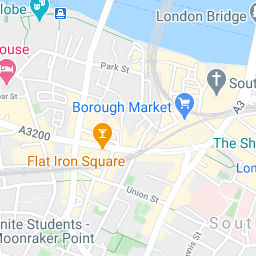 lobe
London Bridge
Park St
ouse
Borough Market
Sout
ar St
A3
A3200
The Sh
Flat Iron Square
Lon
Union St
nite Students -
Moonraker Point
South